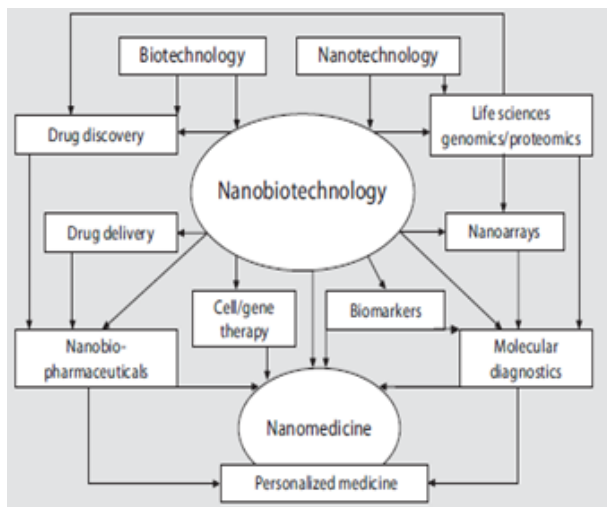 Biotechnology
Nanotechnology
Drug discovery
Life sciences
genomics/proteomics
Nanobiotechnology
Drug delivery
Nanoarrays
Cell/gene
therapy
Biomarkers
Nanobio-
pharmaceuticals
Molecular
diagnostics
Nanomedicine
Personalized medicine